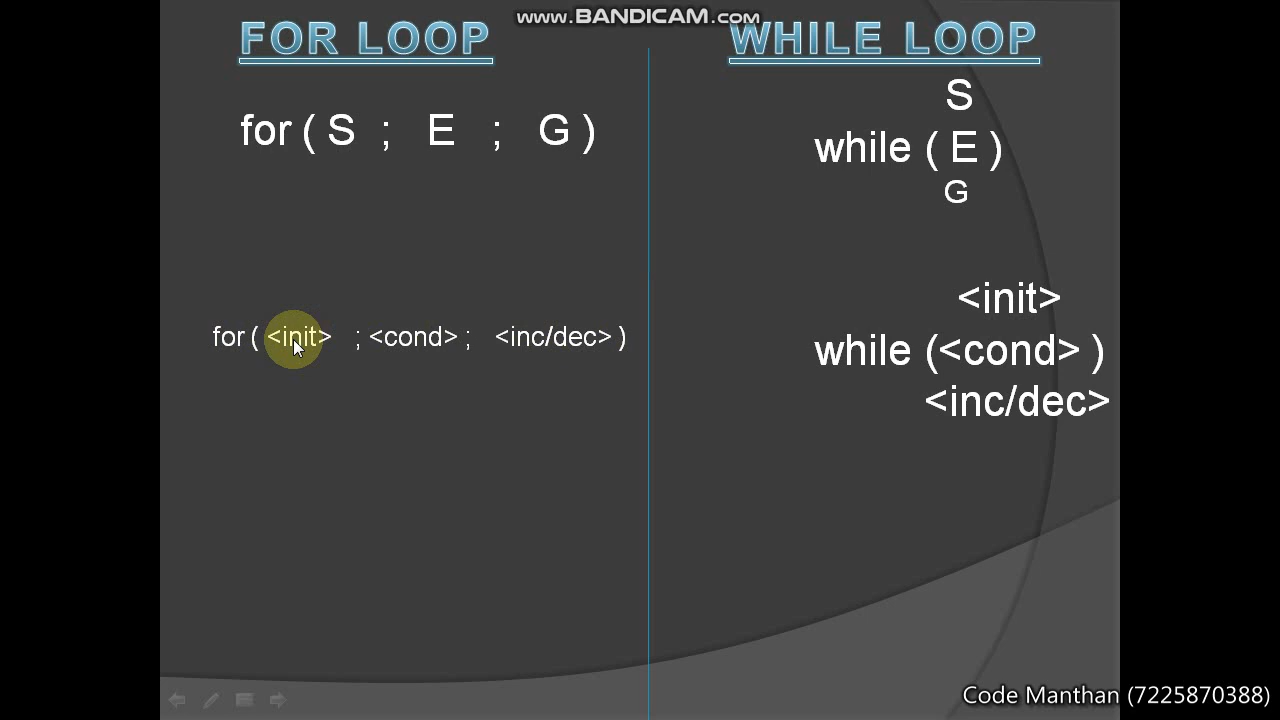 www.BANDICAM.com
FOR LOOP
for ( S ; E ; G )
for ( <init> ; <cond> ; <inc/dec> )
WHILE LOOP
S
while ( E )
G
<init>
while (<cond> )
<inc/dec>
Code Manthan (7225870388)